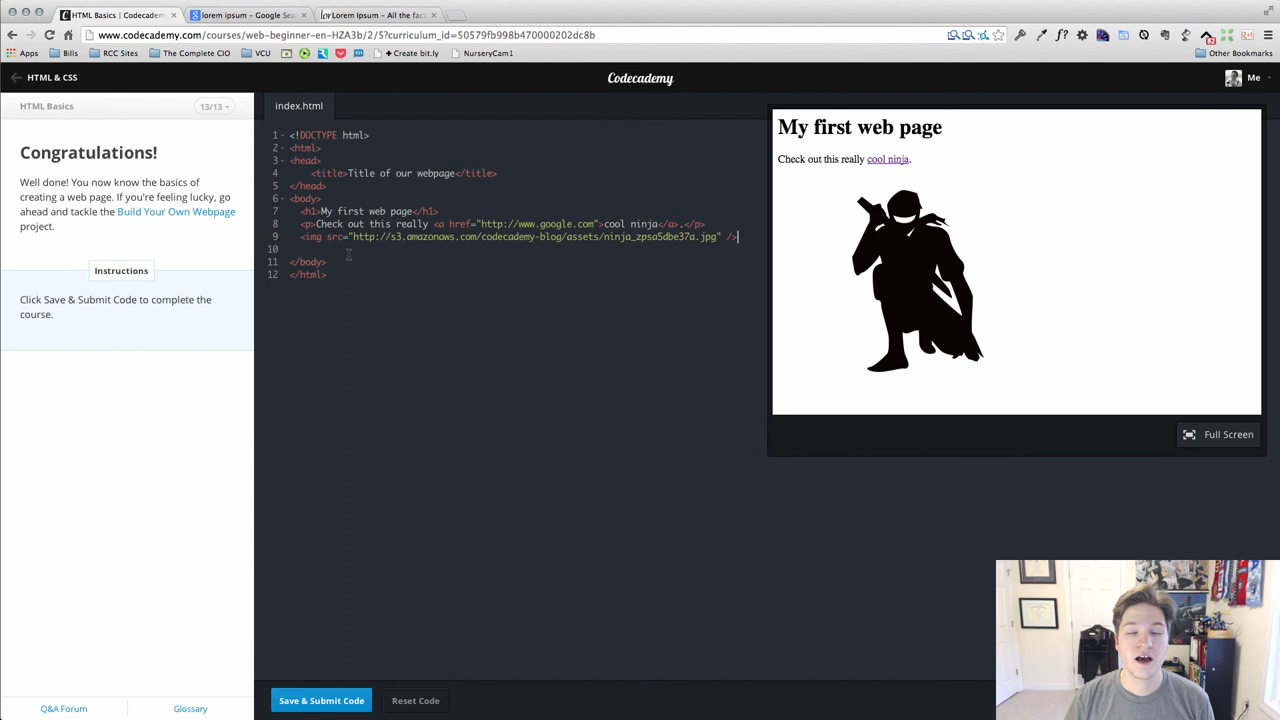 HTML Basics | Codecademy
lorem ipsum - Google Sea
Lorem Ipsum - All the fact
www.codecademy.com/courses/web-beginner-en-HZA3b/2/5?curriculum_id=50579fb998b470000202dc8b
Apps
Bills
RCC Sites
The Complete CIO
Web Design
VCU
+ Create bit.ly
NurseryCam1
Other Bookmarks
HTML & CSS
Codecademy
Me
HTML Basics
13/13
Congratulations!
Well done! You now know the basics of
creating a web page. If you're feeling lucky, go
ahead and tackle the Build Your Own Webpage
project.
Instructions
Click Save & Submit Code to complete the
course.
Q&A Forum
Glossary
index.html
1 <!DOCTYPE html>
2 <html>
3 <head>
4 <title>Title of our webpage</title>
5 </head>
6 <body>
7 <h1>My first web page</h1>
8 <p>Check out this really <a href="http://www.google.com">cool ninja</a>.</p>
9 <img src="http://s3.amazonaws.com/codecademy-blog/assets/ninja_zpsa5dbe37a.jpg" />
10
11 </body>
12 </html>
Save & Submit Code
Reset Code
My first web page
Check out this really cool ninja.
Full Screen